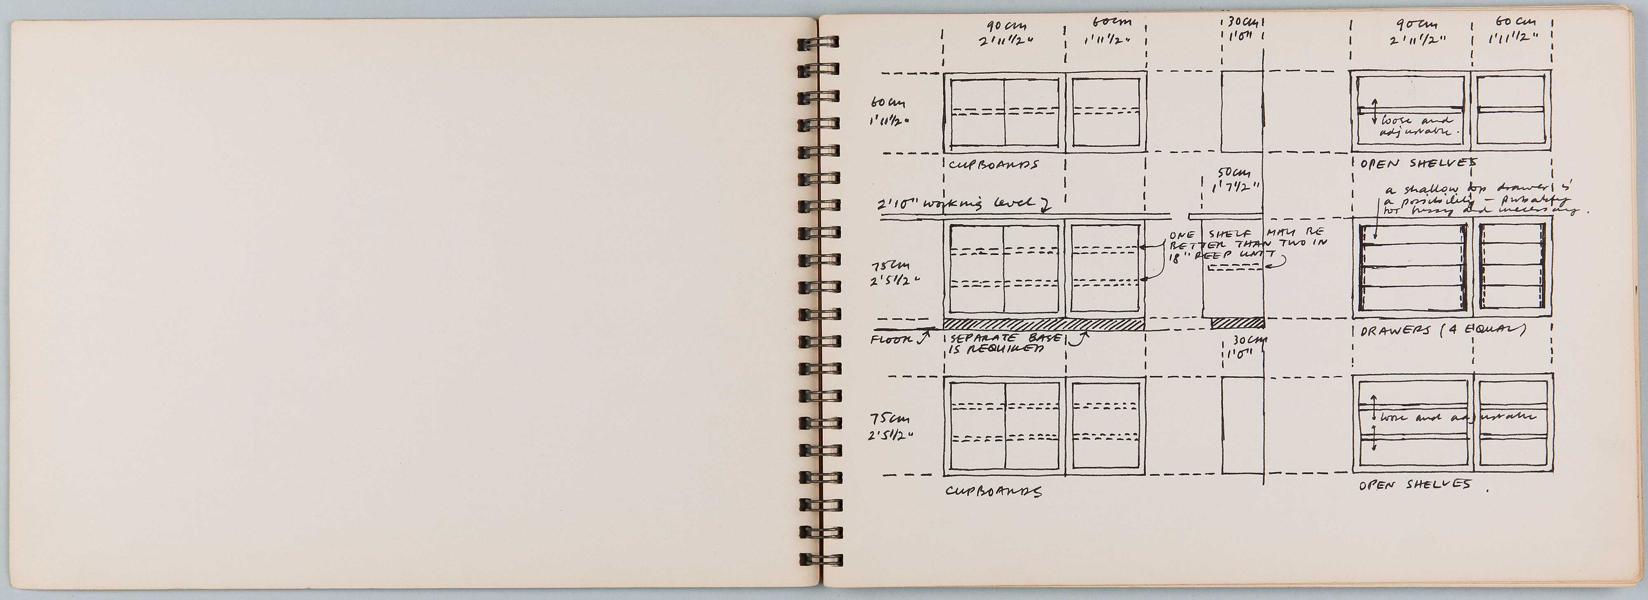 90cm
2'11½"
60cm
1'11½"
30cm
1'0"
90cm
2'11½"
60cm
1'11½"
60cm
1'11½"
loose and
adjustable.
CUPBOARDS
OPEN SHELVES
50cm
1'7½"
2'10" working level
a shallow top drawer is
a possibility - probably
too fussy and unnecessary.
ONE SHELF MAY BE
BETTER THAN TWO IN
18" DEEP UNIT
75cm
2'5½"
FLOOR
SEPARATE BASE
IS REQUIRED
DRAWERS (4 EQUAL)
30cm
1'0"
75cm
2'5½"
loose and adjustable
CUPBOARDS
OPEN SHELVES.